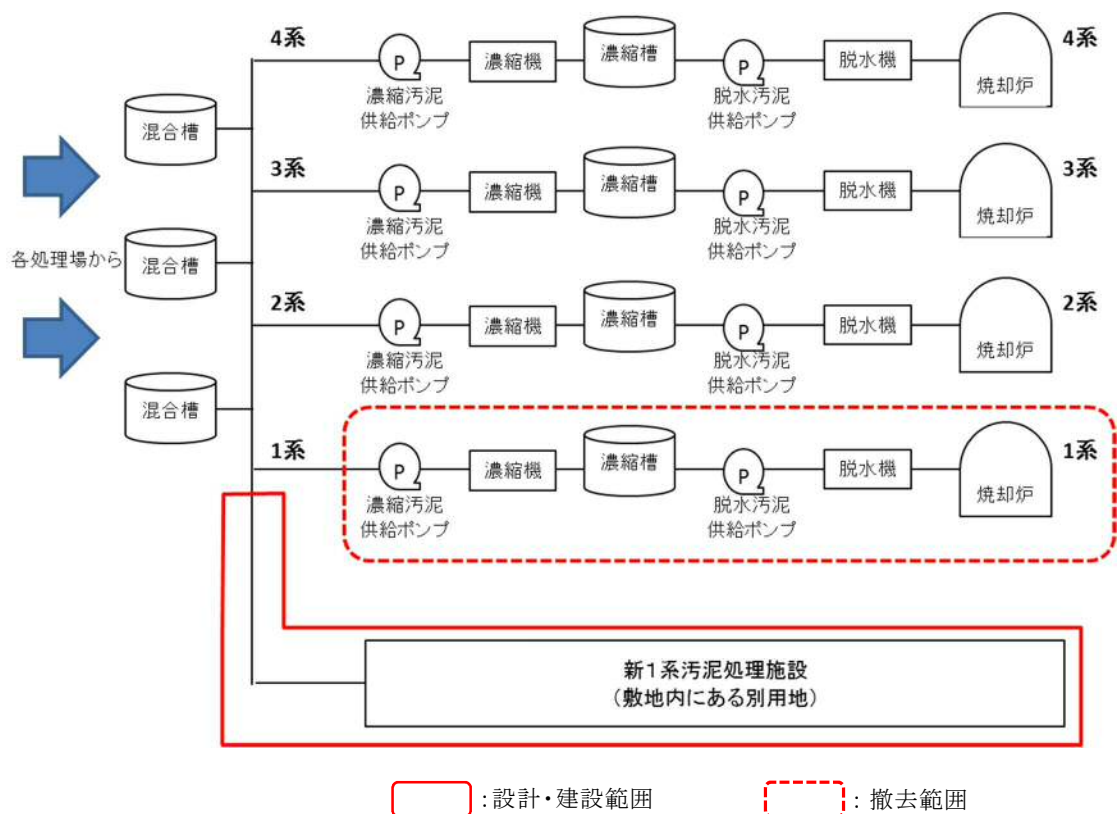 4系
P
濃縮汚泥
供給ポンプ
濃縮機
濃縮槽
P
脱水汚泥
供給ポンプ
脱水機
焼却炉
4系
混合槽
3系
P
濃縮汚泥
供給ポンプ
濃縮機
濃縮槽
P
脱水汚泥
供給ポンプ
脱水機
焼却炉
3系
各処理場から
混合槽
2系
P
濃縮汚泥
供給ポンプ
濃縮機
濃縮槽
P
脱水汚泥
供給ポンプ
脱水機
焼却炉
2系
混合槽
1系
P
濃縮汚泥
供給ポンプ
濃縮機
濃縮槽
P
脱水汚泥
供給ポンプ
脱水機
焼却炉
1系
新1系汚泥処理施設
(敷地内にある別用地)
:設計・建設範囲
:撤去範囲